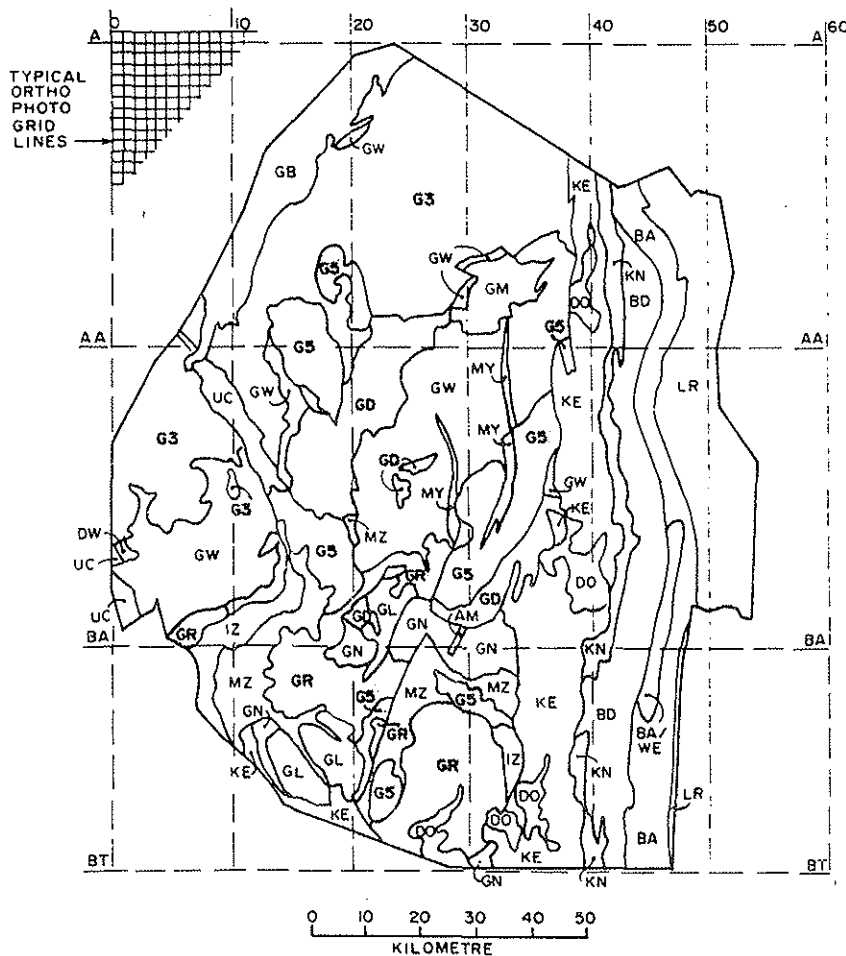 0 10 20 30 40 50 60
A A
TYPICAL
ORTHO
PHOTO
GRID
LINES
GW
GB
KE
G3
BA
GW
KN
G5
GM
BD
DO
G5
AA AA
G5
MY
UC
GW
GW
KE
LR
GD
G3
MY
G5
GD
GW
G3
MY
KE
DW
MZ
GW
UC
G5
G5
DO
GR
UC
GL
GD
GD
AM
GR
IZ
GN
GN
BA BA
GN
KN
MZ
GR
MZ
MZ
G5
G5
KE
GN
BD
GR
BA/
WE
GL
IZ
KN
KE
GL
GR
G5
DO
LR
KE
DO
DO
BA
KE
BT BT
GN
KN
0 10 20 30 40 50
KILOMETRE